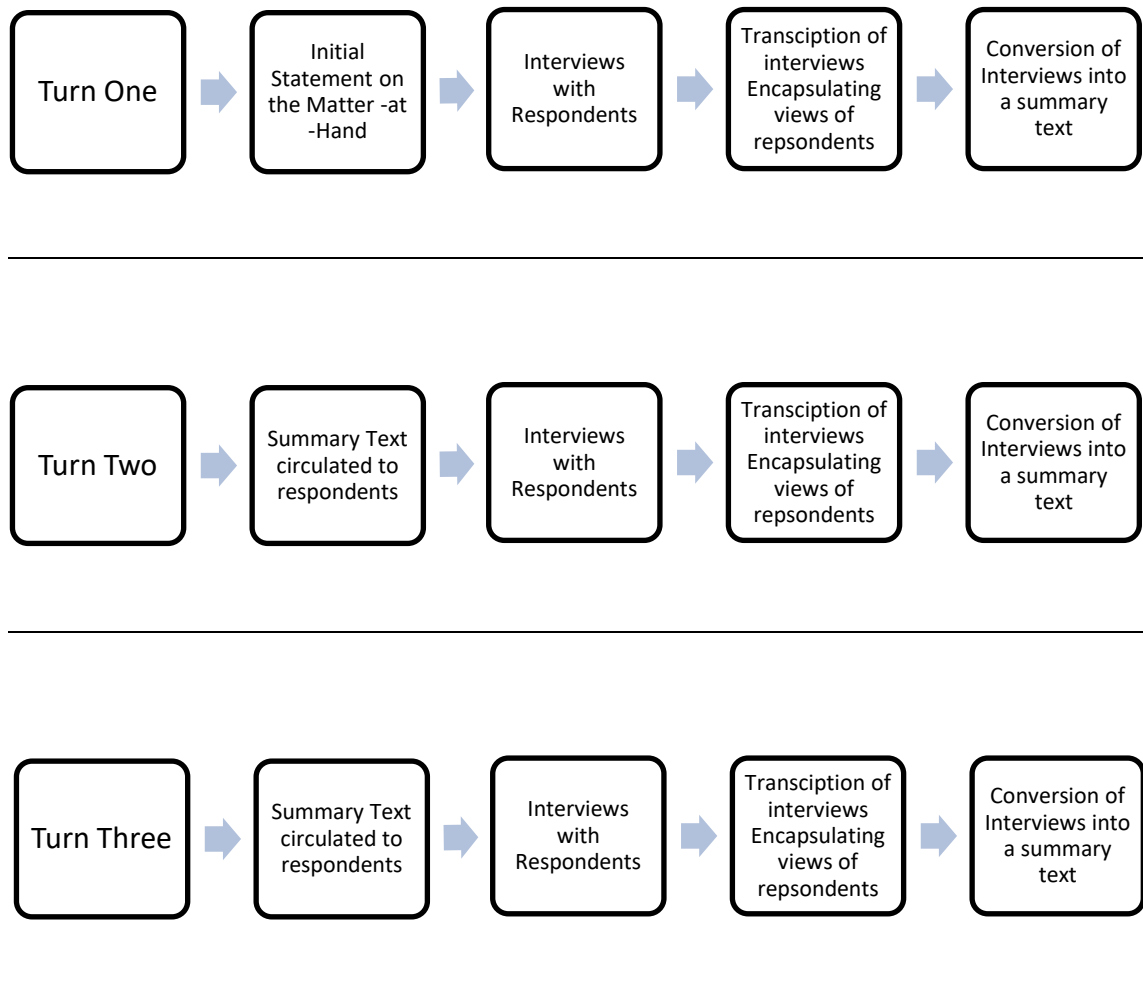 Turn One
Initial
Statement on
the Matter -at
-Hand
Interviews
with
Respondents
Transciption of
interviews
Encapsulating
views of
repsondents
Conversion of
Interviews into
a summary
text
Turn Two
Summary Text
circulated to
respondents
Interviews
with
Respondents
Transciption of
interviews
Encapsulating
views of
repsondents
Conversion of
Interviews into
a summary
text
Turn Three
Summary Text
circulated to
respondents
Interviews
with
Respondents
Transciption of
interviews
Encapsulating
views of
repsondents
Conversion of
Interviews into
a summary
text